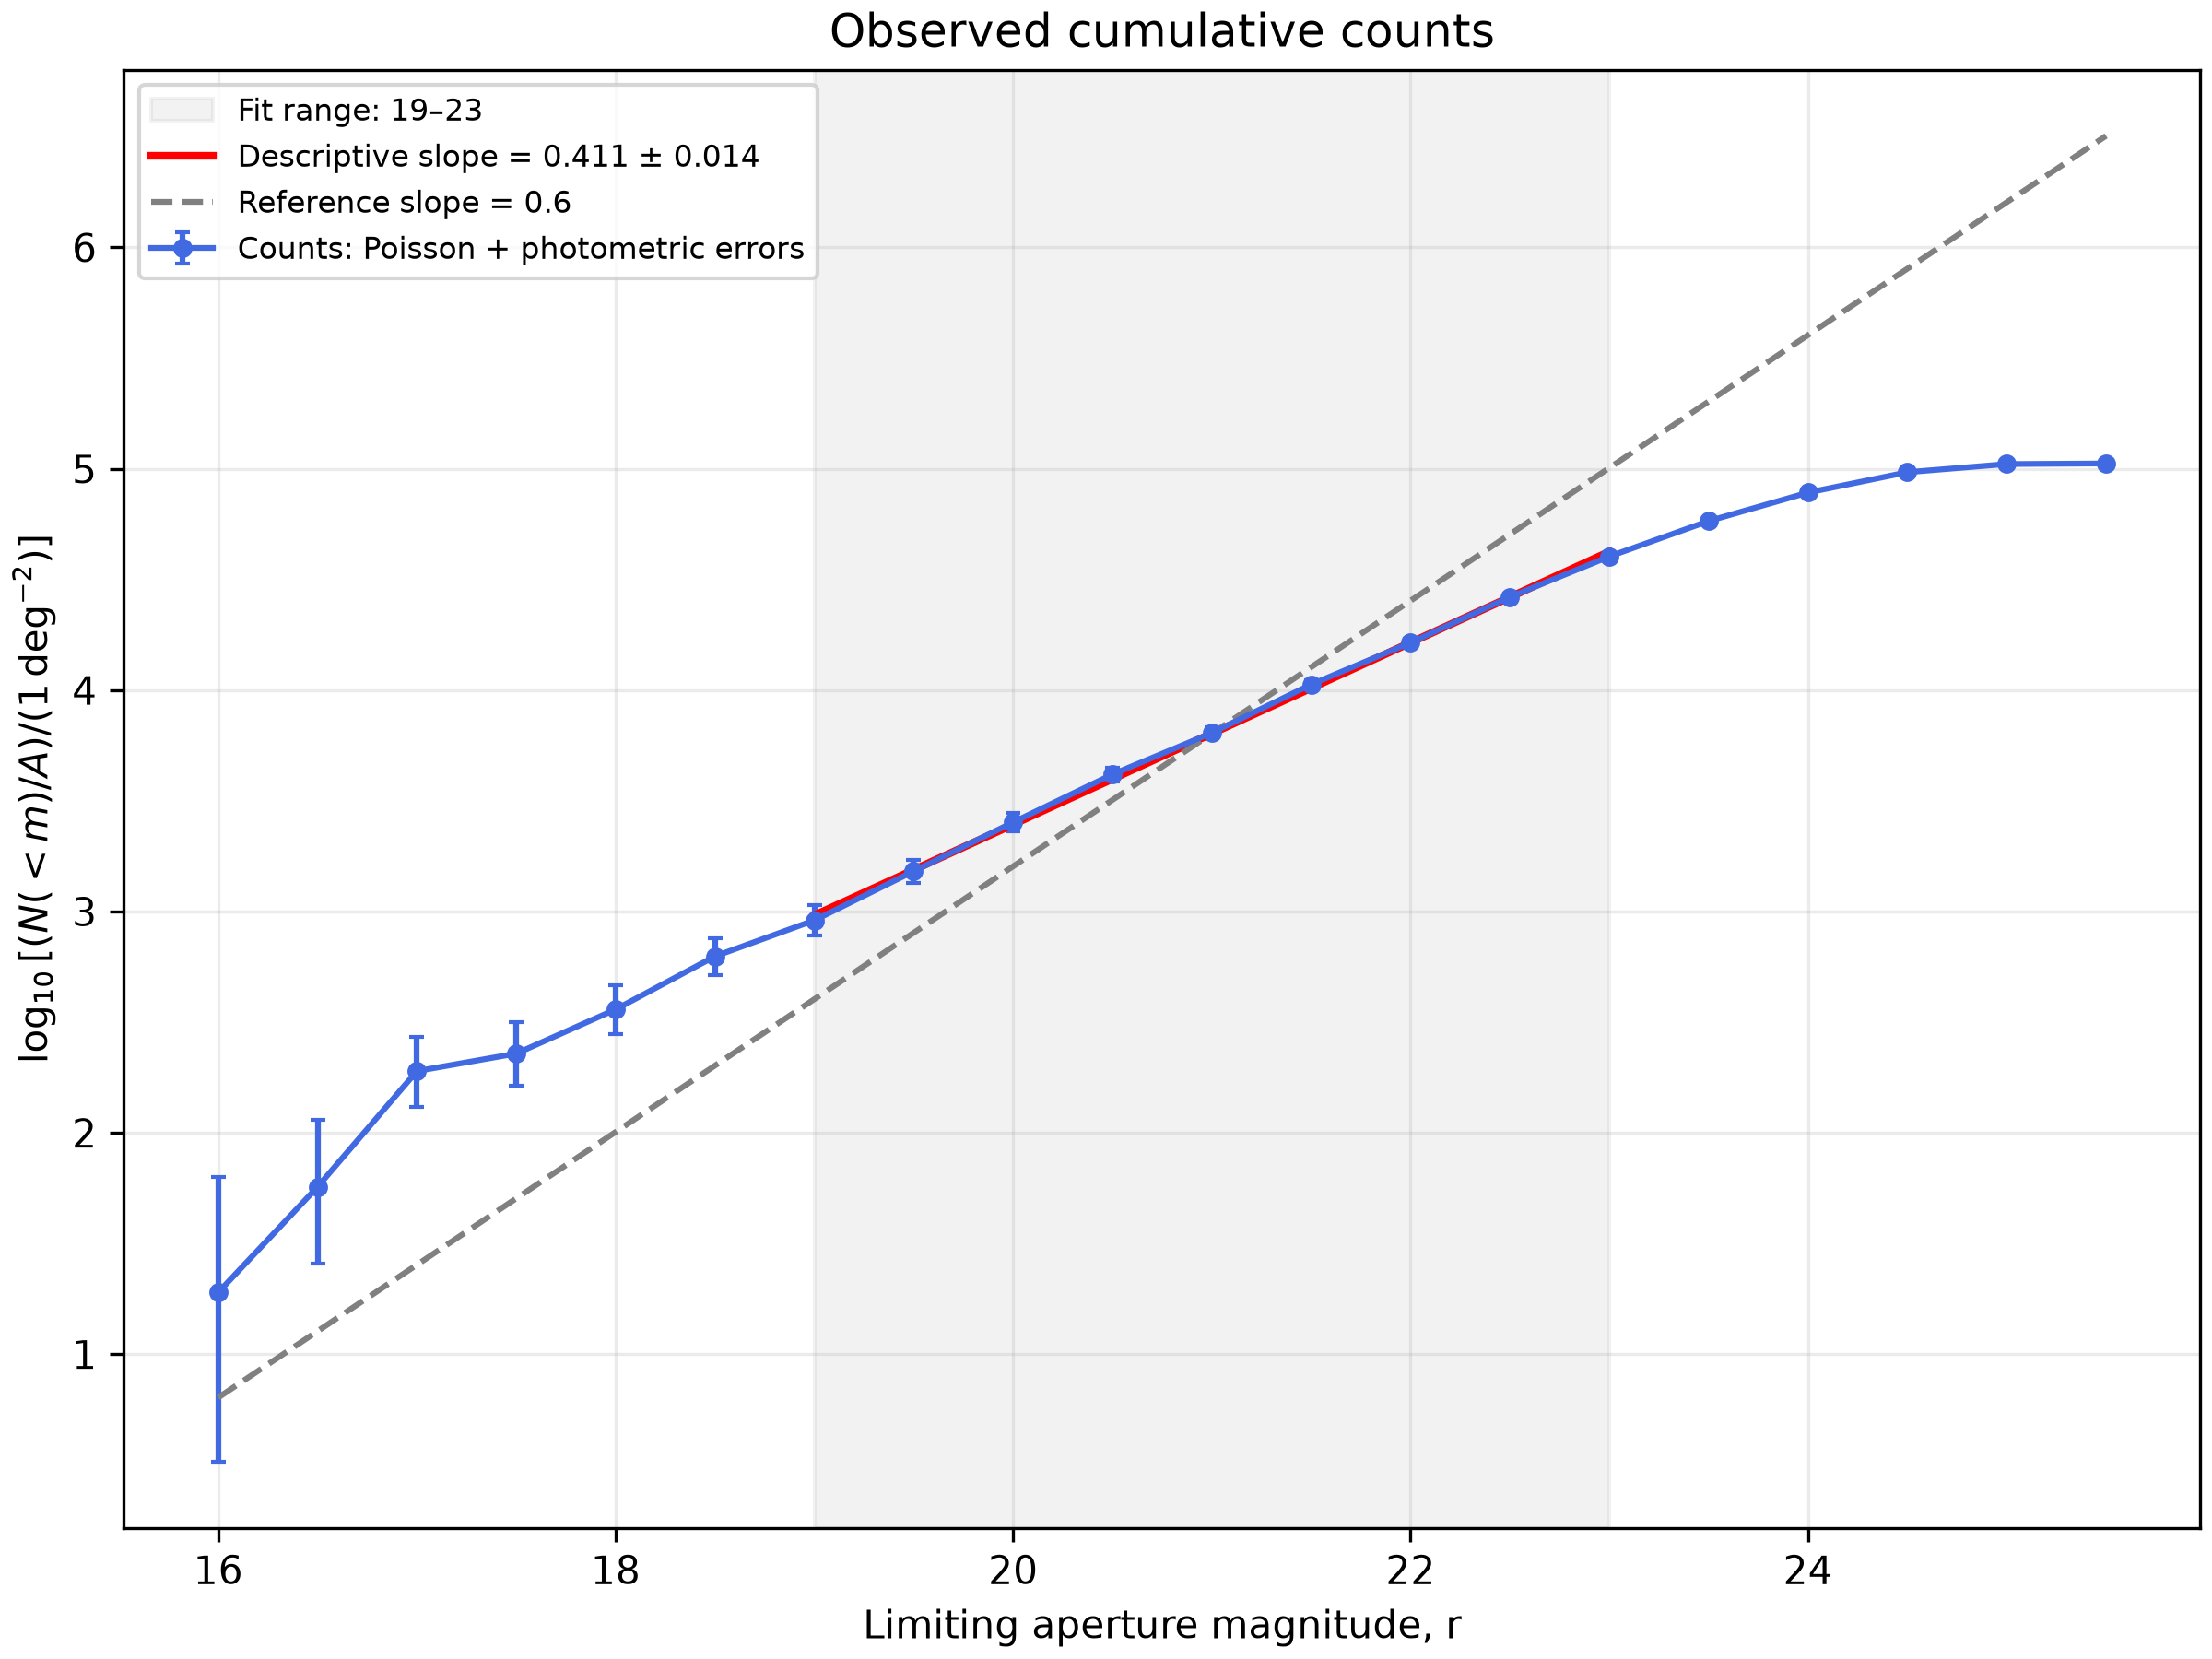 Observed cumulative counts
Fit range: 19–23
Descriptive slope = 0.411 ± 0.014
Reference slope = 0.6
Counts: Poisson + photometric errors
6
5
4
3
2
1
log₁₀ [(N(<m)/A)/(1 deg⁻²)]
16 18 20 22 24
Limiting aperture magnitude, r